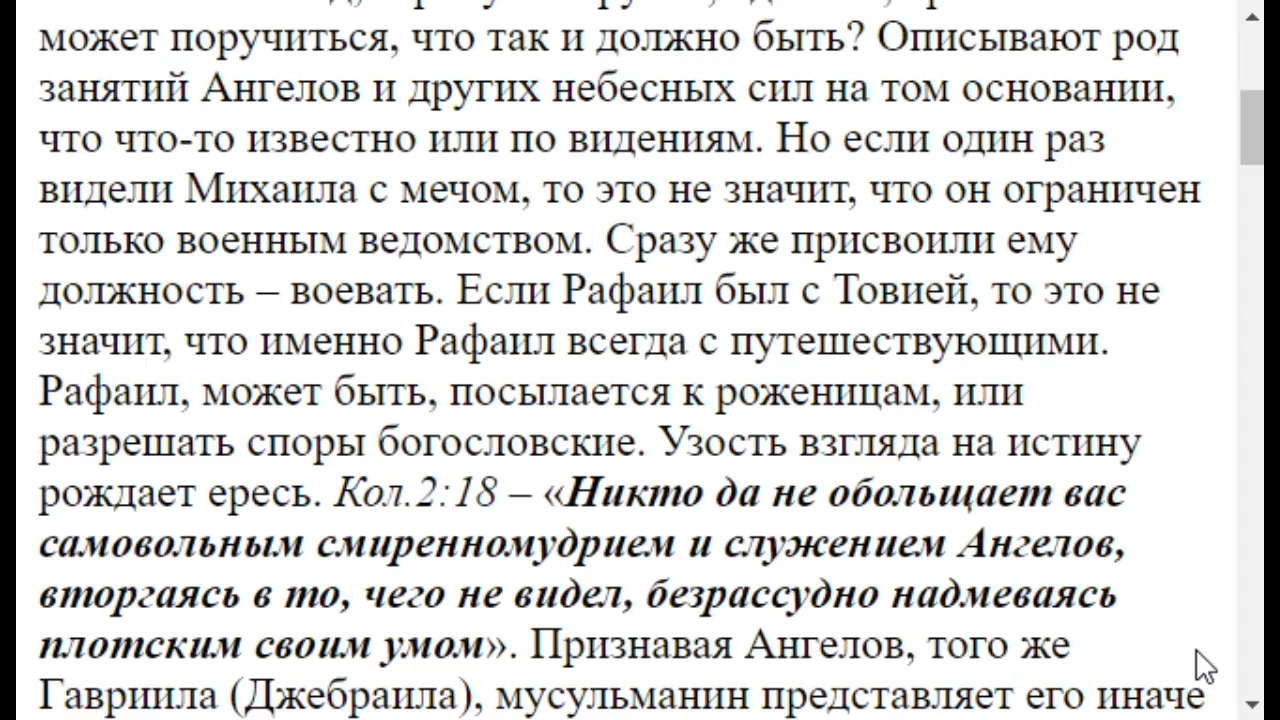 может поручиться, что так и должно быть? Описывают род
занятий Ангелов и других небесных сил на том основании,
что что-то известно или по видениям. Но если один раз
видели Михаила с мечом, то это не значит, что он ограничен
только военным ведомством. Сразу же присвоили ему
должность – воевать. Если Рафаил был с Товией, то это не
значит, что именно Рафаил всегда с путешествующими.
Рафаил, может быть, посылается к роженицам, или
разрешать споры богословские. Узость взгляда на истину
рождает ересь. Кол.2:18 – «Никто да не обольщает вас
самовольным смиренномудрием и служением Ангелов,
вторгаясь в то, чего не видел, безрассудно надмеваясь
плотским своим умом». Признавая Ангелов, того же
Гавриила (Джебраила), мусульманин представляет его иначе